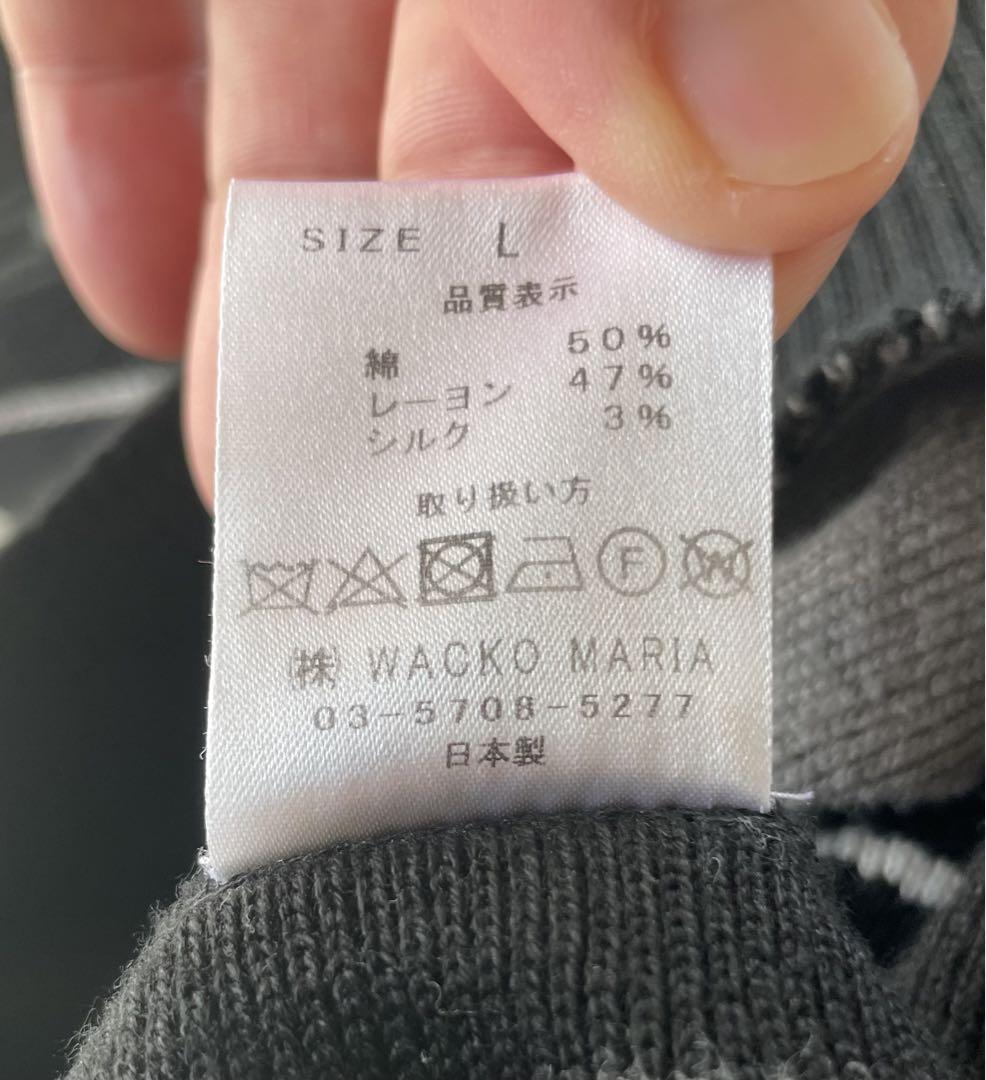 SIZE L
品質表示
綿 50%
レーヨン 47%
シルク 3%
取り扱い方
F W
㈱ WACKO MARIA
03-5708-5277
日本製